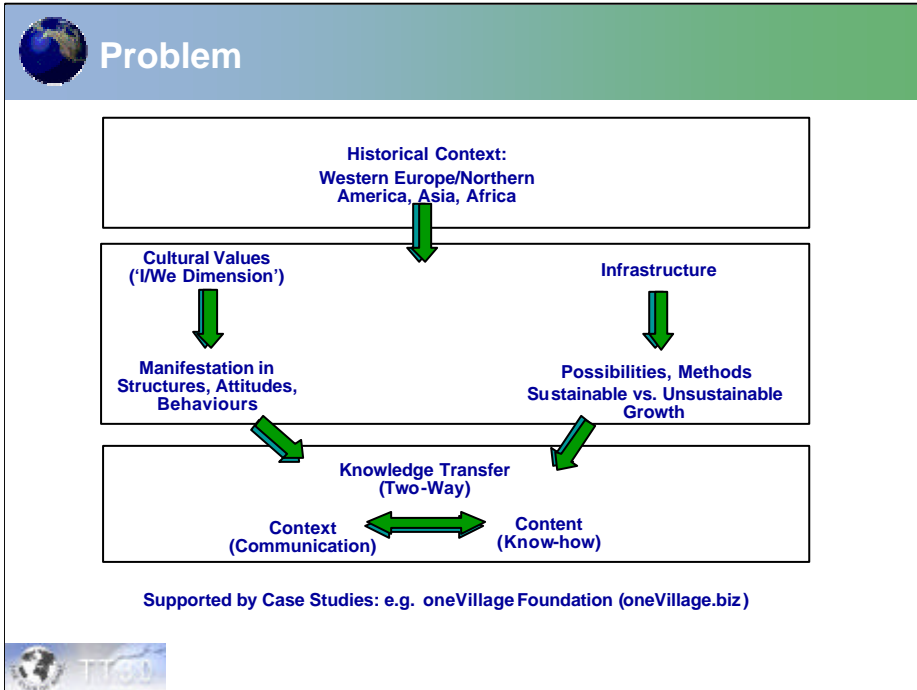 Problem
Historical Context:
Western Europe/Northern
America, Asia, Africa
Cultural Values
('I/We Dimension')
Infrastructure
Manifestation in
Structures, Attitudes,
Behaviours
Possibilities, Methods
Sustainable vs. Unsustainable
Growth
Knowledge Transfer
(Two-Way)
Context
(Communication)
Content
(Know-how)
Supported by Case Studies: e.g. oneVillage Foundation (oneVillage.biz)